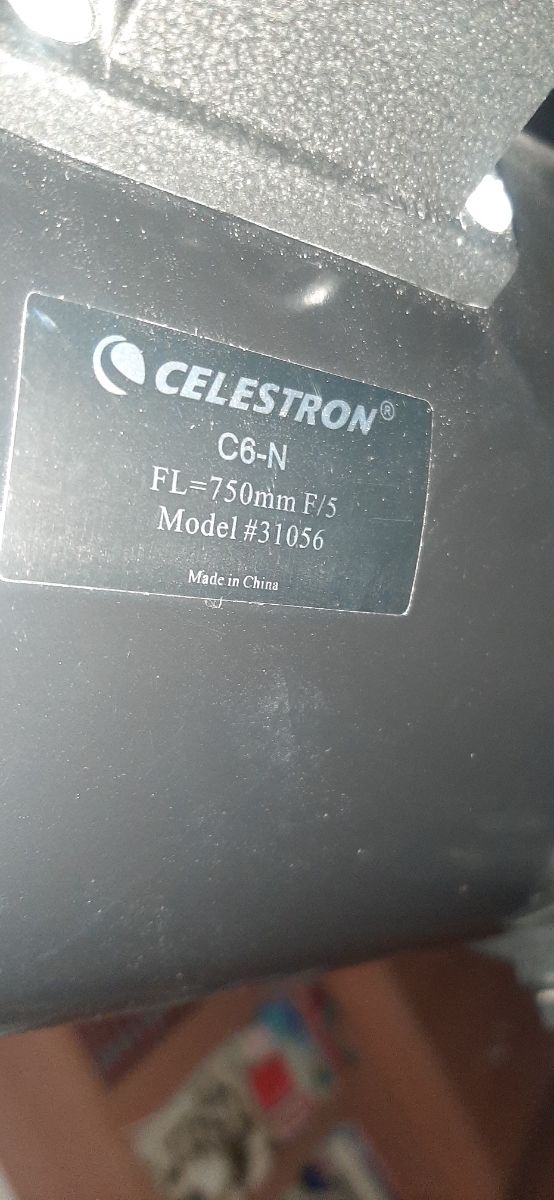 CELESTRON®
C6-N
FL=750mm F/5
Model #31056
Made in China